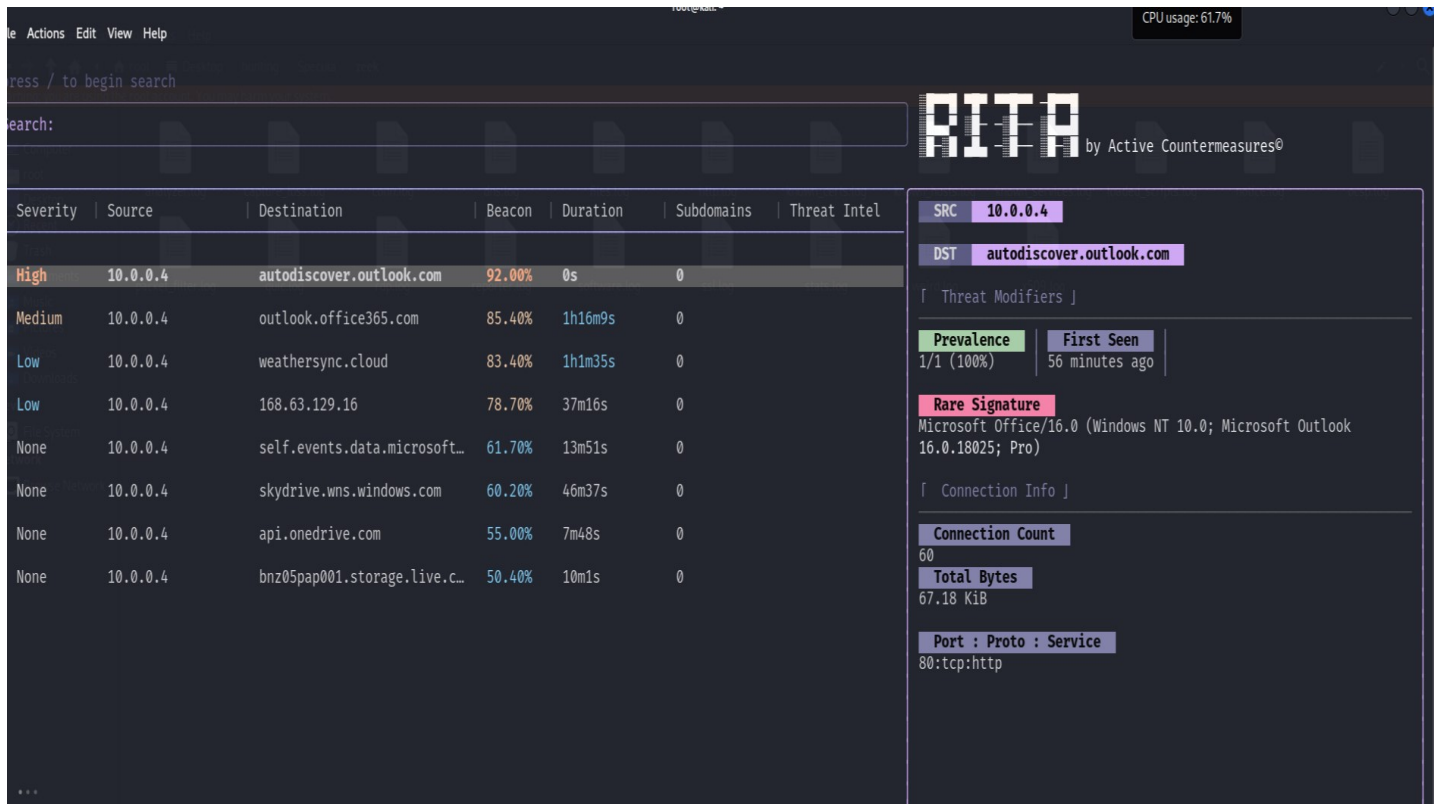 root@kali: ~
CPU usage: 61.7%
le Actions Edit View Help
ress / to begin search
Search:
RITA
by Active Countermeasures©
Severity | Source | Destination | Beacon | Duration | Subdomains | Threat Intel
High 10.0.0.4 autodiscover.outlook.com 92.00% 0s 0
Medium 10.0.0.4 outlook.office365.com 85.40% 1h16m9s 0
Low 10.0.0.4 weathersync.cloud 83.40% 1h1m35s 0
Low 10.0.0.4 168.63.129.16 78.70% 37m16s 0
None 10.0.0.4 self.events.data.microsoft… 61.70% 13m51s 0
None 10.0.0.4 skydrive.wns.windows.com 60.20% 46m37s 0
None 10.0.0.4 api.onedrive.com 55.00% 7m48s 0
None 10.0.0.4 bnz05pap001.storage.live.c… 50.40% 10m1s 0
...
SRC 10.0.0.4
DST autodiscover.outlook.com
「 Threat Modifiers 」
Prevalence First Seen
1/1 (100%) 56 minutes ago
Rare Signature
Microsoft Office/16.0 (Windows NT 10.0; Microsoft Outlook
16.0.18025; Pro)
「 Connection Info 」
Connection Count
60
Total Bytes
67.18 KiB
Port : Proto : Service
80:tcp:http